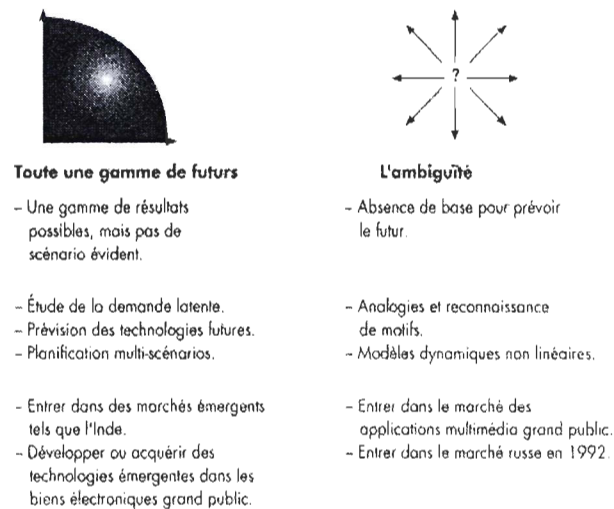 ?
Toute une gamme de futurs
– Une gamme de résultats
possibles, mais pas de
scénario évident.
– Étude de la demande latente.
– Prévision des technologies futures.
– Planification multi-scénarios.
– Entrer dans des marchés émergents
tels que l'Inde.
– Développer ou acquérir des
technologies émergentes dans les
biens électroniques grand public.
L'ambiguïté
– Absence de base pour prévoir
le futur.
– Analogies et reconnaissance
de motifs.
– Modèles dynamiques non linéaires.
– Entrer dans le marché des
applications multimédia grand public.
– Entrer dans le marché russe en 1992.